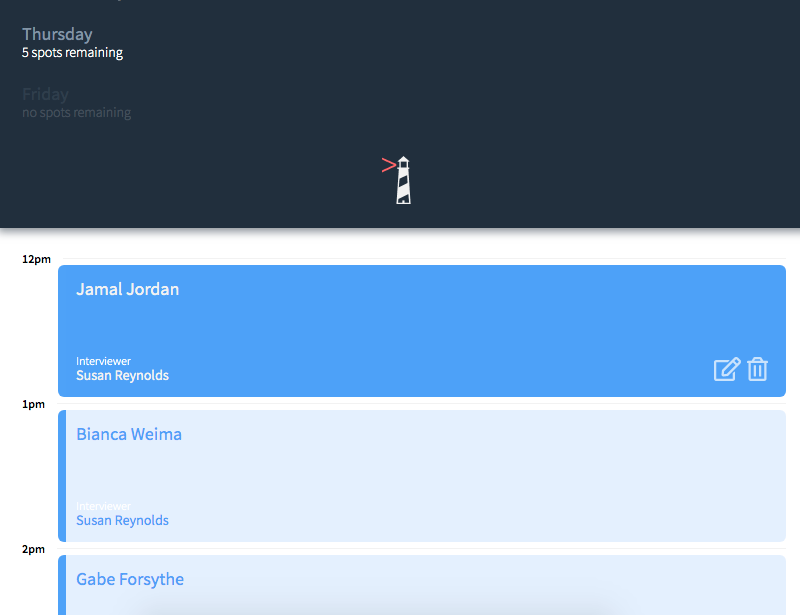 Thursday
5 spots remaining
Friday
no spots remaining
>
12pm
Jamal Jordan
Interviewer
Susan Reynolds
1pm
Bianca Weima
Interviewer
Susan Reynolds
2pm
Gabe Forsythe